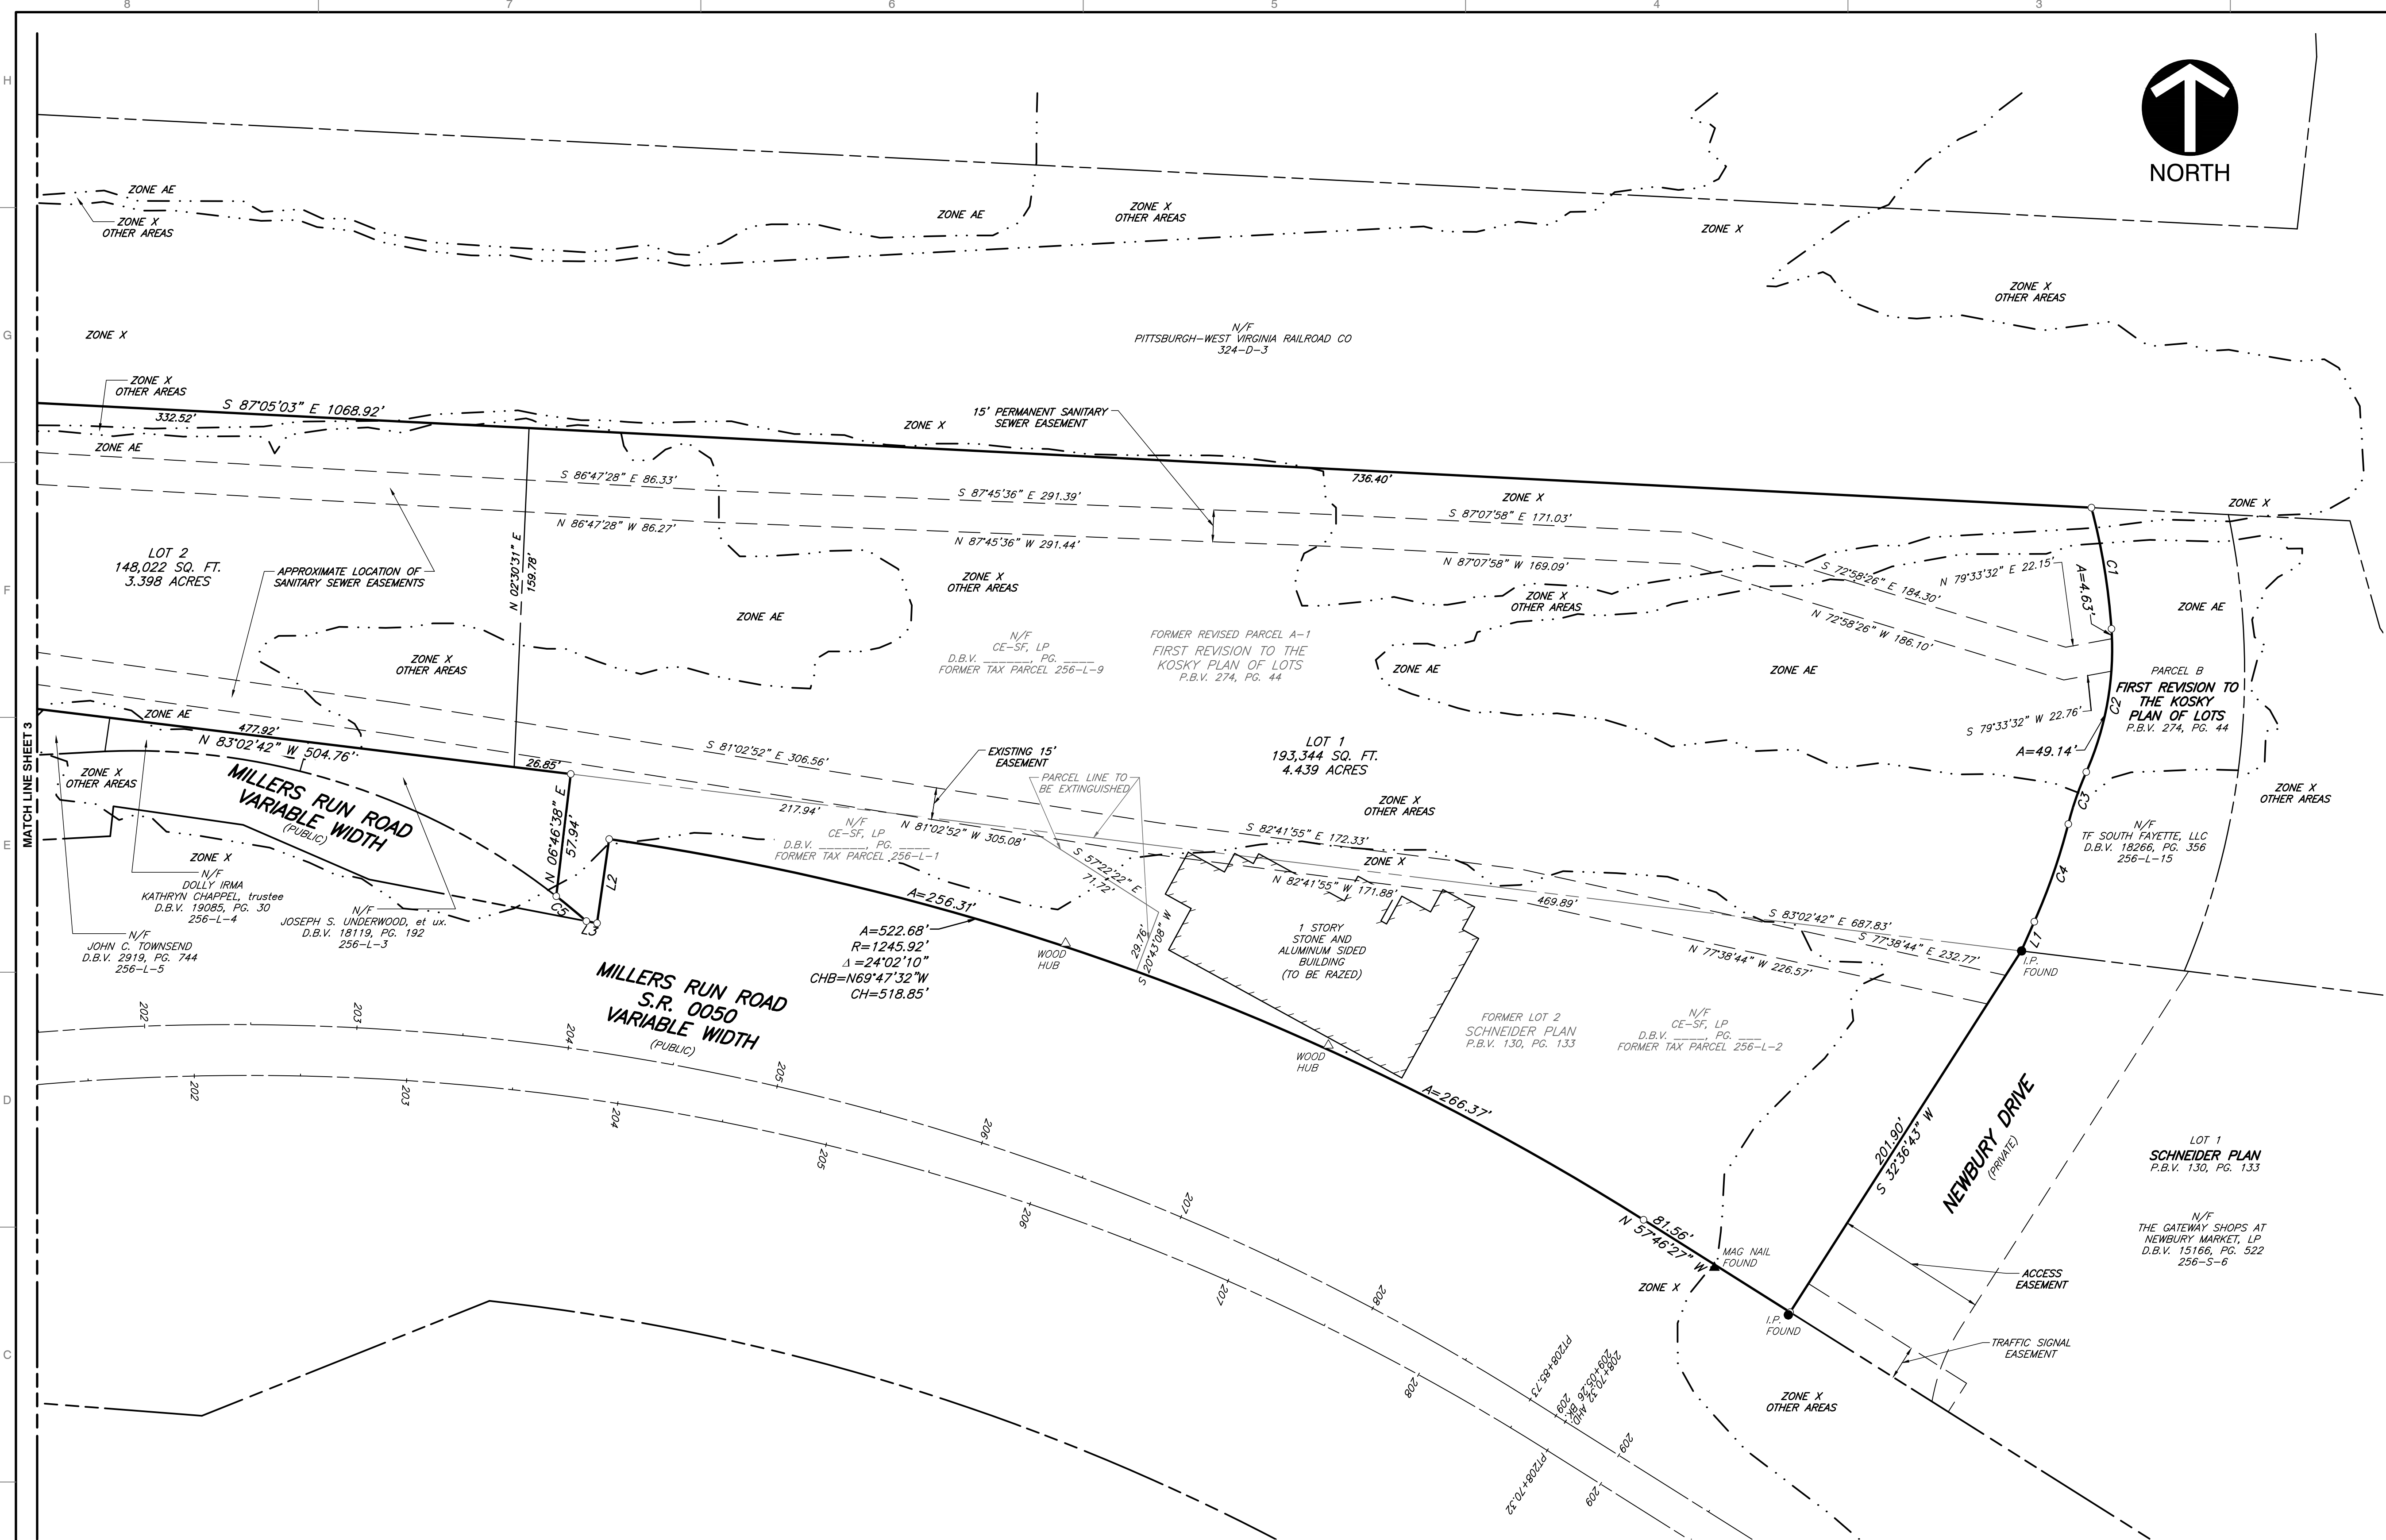 8
7
6
5
4
3
H
G
F
E
D
C
NORTH
MATCH LINE SHEET 3
ZONE AE
ZONE X
OTHER AREAS
ZONE AE
ZONE X
OTHER AREAS
ZONE X
ZONE X
OTHER AREAS
ZONE X
N/F
PITTSBURGH-WEST VIRGINIA RAILROAD CO
324-D-3
ZONE X
OTHER AREAS
S 87°05'03" E 1068.92'
332.52'
ZONE AE
ZONE X
15' PERMANENT SANITARY
SEWER EASEMENT
736.40'
ZONE X
ZONE X
S 86°47'28" E 86.33'
S 87°45'36" E 291.39'
S 87°07'58" E 171.03'
N 86°47'28" W 86.27'
N 87°45'36" W 291.44'
N 87°07'58" W 169.09'
S 72°58'26" E 184.30'
N 72°58'26" W 186.10'
N 79°33'32" E 22.15'
A=4.63'
C1
LOT 2
148,022 SQ. FT.
3.398 ACRES
APPROXIMATE LOCATION OF
SANITARY SEWER EASEMENTS
N 02°30'31" E
159.78'
ZONE X
OTHER AREAS
ZONE AE
ZONE X
OTHER AREAS
ZONE X
OTHER AREAS
N/F
CE-SF, LP
D.B.V. ______, PG. ____
FORMER TAX PARCEL 256-L-9
FORMER REVISED PARCEL A-1
FIRST REVISION TO THE
KOSKY PLAN OF LOTS
P.B.V. 274, PG. 44
ZONE AE
ZONE AE
ZONE AE
PARCEL B
FIRST REVISION TO
THE KOSKY
PLAN OF LOTS
P.B.V. 274, PG. 44
C2
S 79°33'32" W 22.76'
A=49.14'
C3
C4
L1
ZONE X
OTHER AREAS
N/F
TF SOUTH FAYETTE, LLC
D.B.V. 18266, PG. 356
256-L-15
ZONE AE
477.92'
N 83°02'42" W 504.76'
26.85'
S 81°02'52" E 306.56'
EXISTING 15'
EASEMENT
PARCEL LINE TO
BE EXTINGUISHED
LOT 1
193,344 SQ. FT.
4.439 ACRES
ZONE X
OTHER AREAS
ZONE X
OTHER AREAS
MILLERS RUN ROAD
VARIABLE WIDTH
(PUBLIC)
217.94'
N/F
CE-SF, LP
D.B.V. ______, PG. ____
FORMER TAX PARCEL 256-L-1
N 81°02'52" W 305.08'
S 82°41'55" E 172.33'
ZONE X
N 82°41'55" W 171.88'
469.89'
S 83°02'42" E 687.83'
S 77°38'44" E 232.77'
N 77°38'44" W 226.57'
I.P.
FOUND
N 06°46'38" E
57.94'
L2
C5
L3
ZONE X
N/F
DOLLY IRMA
KATHRYN CHAPPEL, trustee
D.B.V. 19085, PG. 30
256-L-4
N/F
JOSEPH S. UNDERWOOD, et ux.
D.B.V. 18119, PG. 192
256-L-3
N/F
JOHN C. TOWNSEND
D.B.V. 2919, PG. 744
256-L-5
A=256.31'
A=522.68'
R=1245.92'
Δ=24°02'10"
CHB=N69°47'32"W
CH=518.85'
S 57°22'22" E
71.72'
29.76'
S 20°43'08" W
WOOD
HUB
1 STORY
STONE AND
ALUMINUM SIDED
BUILDING
(TO BE RAZED)
WOOD
HUB
MILLERS RUN ROAD
S.R. 0050
VARIABLE WIDTH
(PUBLIC)
FORMER LOT 2
SCHNEIDER PLAN
P.B.V. 130, PG. 133
N/F
CE-SF, LP
D.B.V. ____, PG. ___
FORMER TAX PARCEL 256-L-2
A=266.37'
201.90'
S 32°36'43" W
NEWBURY DRIVE
(PRIVATE)
LOT 1
SCHNEIDER PLAN
P.B.V. 130, PG. 133
N/F
THE GATEWAY SHOPS AT
NEWBURY MARKET, LP
D.B.V. 15166, PG. 522
256-S-6
81.56'
N 57°46'27" W
MAG NAIL
FOUND
ZONE X
ACCESS
EASEMENT
I.P.
FOUND
TRAFFIC SIGNAL
EASEMENT
ZONE X
OTHER AREAS
202
203
204
205
206
207
208
209
202
203
204
205
206
207
208
209
PT208+85.73
209
209+05.26 BK.
208+70.32 AHD.
PT208+70.32